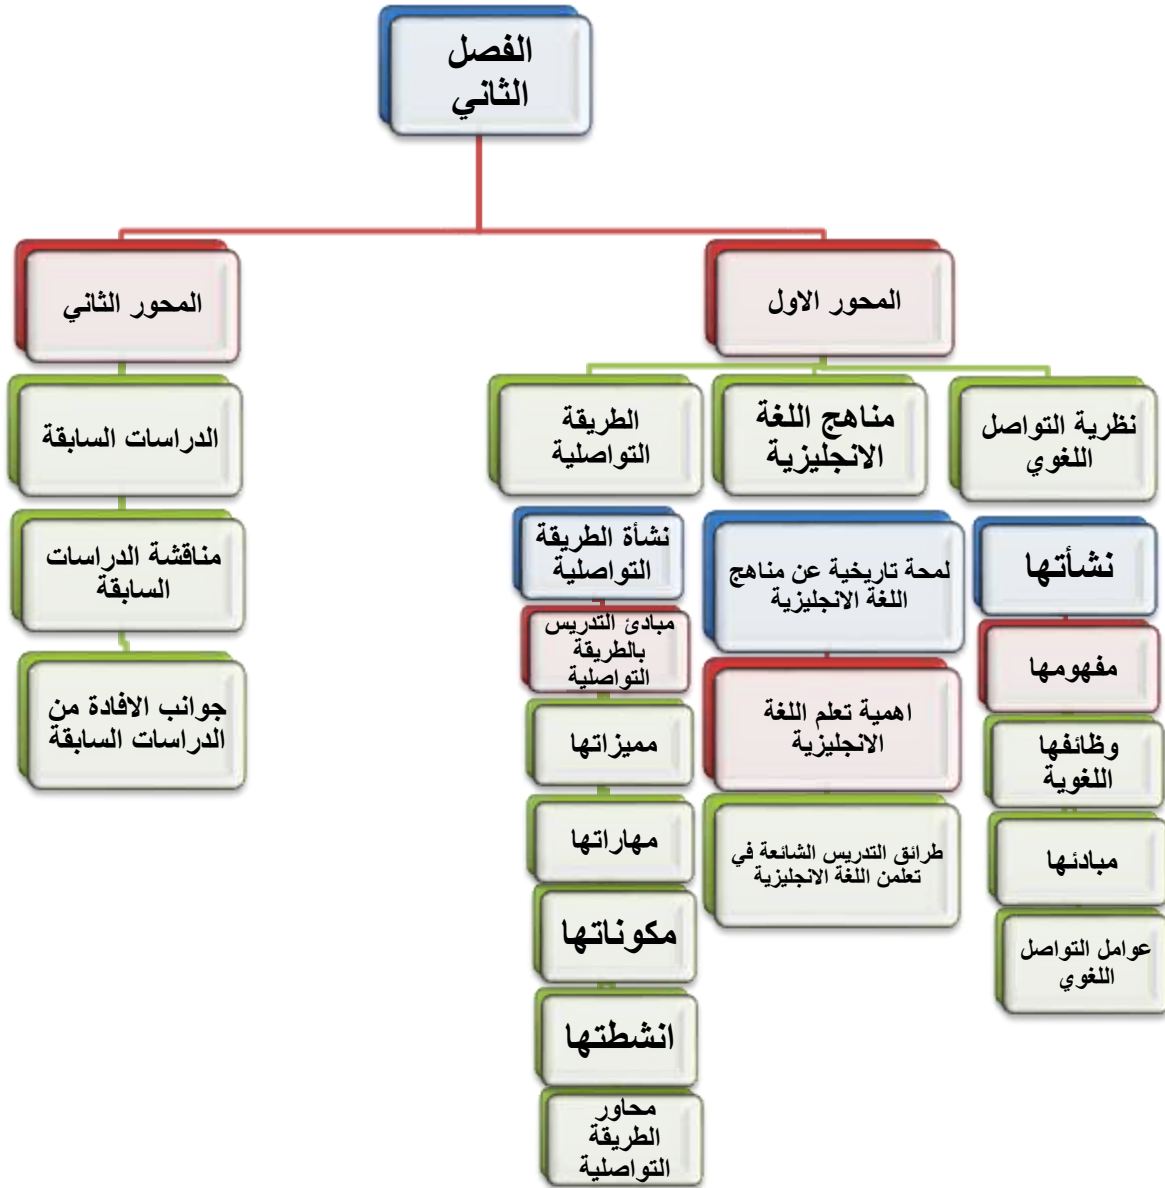 الفصل
الثاني
المحور الاول
المحور الثاني
نظرية التواصل
اللغوي
مناهج اللغة
الانجليزية
الطريقة
التواصلية
الدراسات السابقة
نشأتها
مفهومها
وظائفها
اللغوية
مبادئها
عوامل التواصل
اللغوي
لمحة تاريخية عن مناهج
اللغة الانجليزية
اهمية تعلم اللغة
الانجليزية
طرائق التدريس الشائعة في
تعلمن اللغة الانجليزية
نشأة الطريقة
التواصلية
مبادئ التدريس
بالطريقة
التواصلية
مميزاتها
مهاراتها
مكوناتها
انشطتها
محاور
الطريقة
التواصلية
مناقشة الدراسات
السابقة
جوانب الافادة من
الدراسات السابقة